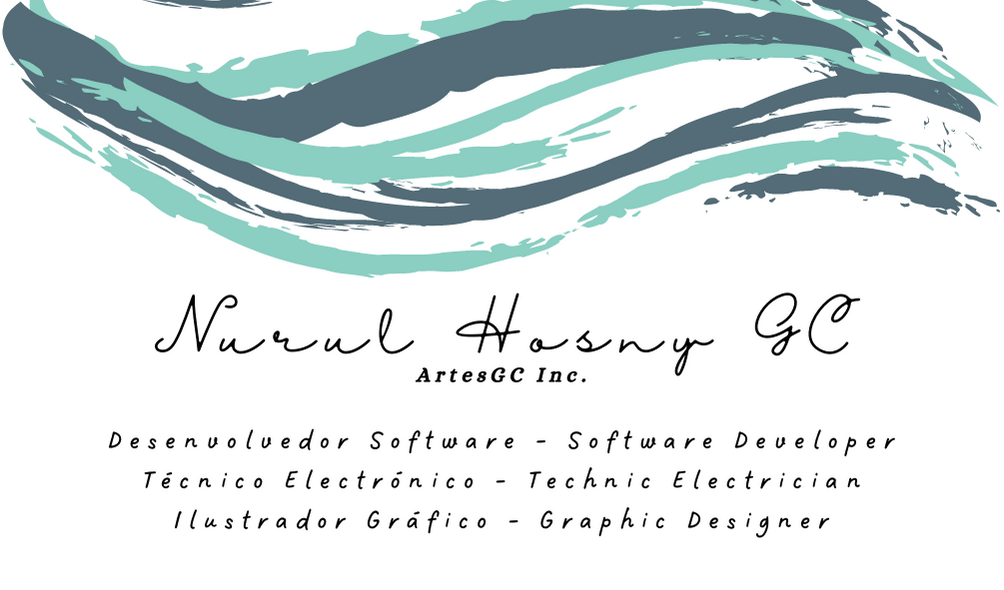 Nurul Hosny GC
ArtesGC Inc.
Desenvolvedor Software - Software Developer
Técnico Electrónico - Technic Electrician
Ilustrador Gráfico - Graphic Designer